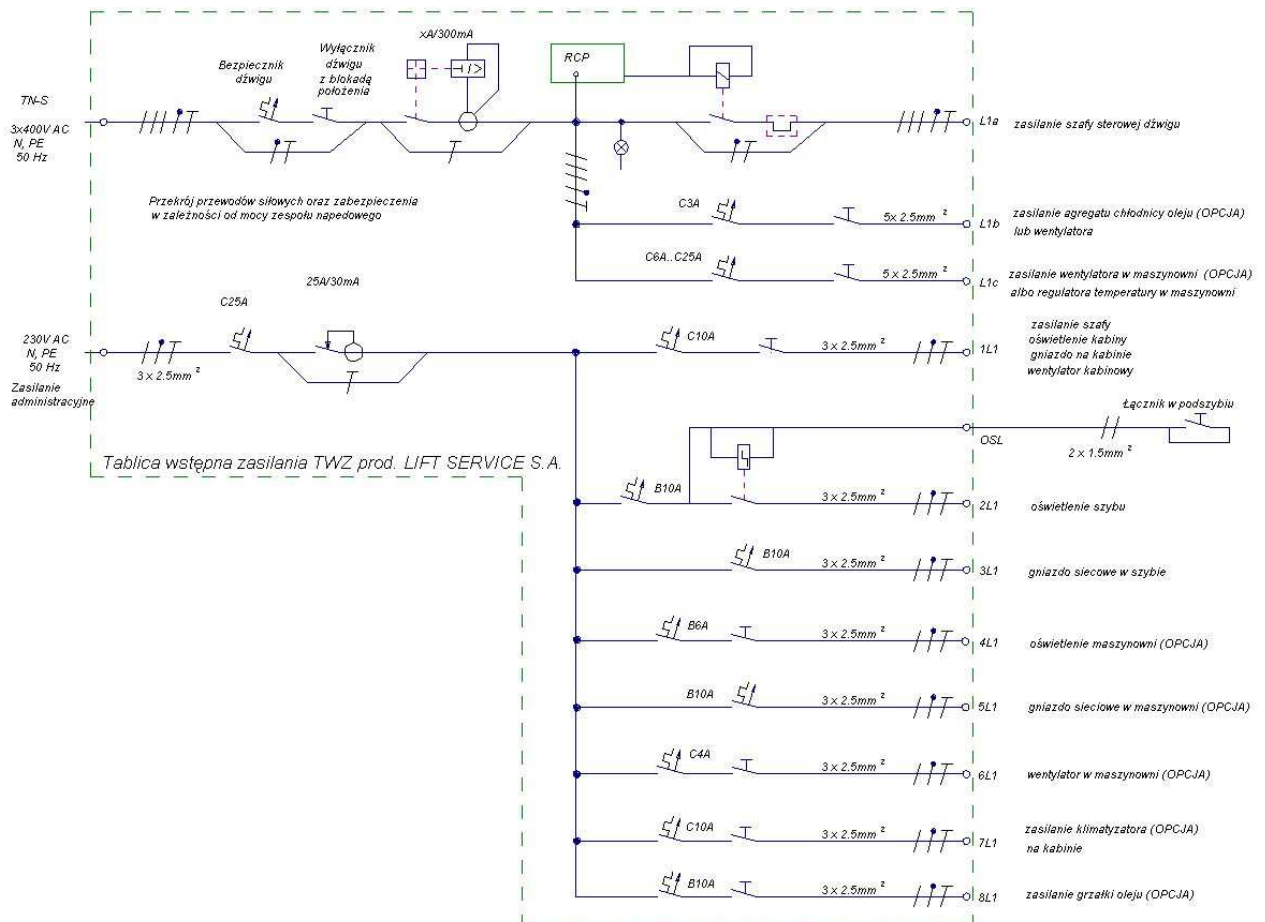 xA/300mA
Bezpiecznik
dźwigu
Wyłącznik
dźwigu
z blokadą
położenia
RCP
TN-S
3x400V AC
N, PE
50 Hz
L1a zasilanie szafy sterowej dźwigu
Przekrój przewodów siłowych oraz zabezpieczenia
w zależności od mocy zespołu napedowego
C3A
5x 2.5mm ²
L1b
zasilanie agregatu chłodnicy oleju (OPCJA)
lub wentylatora
C6A..C25A
5 x 2.5mm ²
L1c
zasilanie wentylatora w maszynowni (OPCJA)
albo regulatora temperatury w maszynowni
25A/30mA
C25A
230V AC
N, PE
50 Hz
Zasilanie
administracyjne
3 x 2.5mm ²
C10A
3 x 2.5mm ²
1L1
zasilanie szafy
oświetlenie kabiny
gniazdo na kabinie
wentylator kabinowy
Łącznik w podszybiu
OSL
2 x 1.5mm ²
Tablica wstępna zasilania TWZ prod. LIFT SERVICE S.A.
B10A
3 x 2.5mm ²
2L1 oświetlenie szybu
B10A
3 x 2.5mm ²
3L1 gniazdo siecowe w szybie
B6A
3 x 2.5mm ²
4L1 oświetlenie maszynowni (OPCJA)
B10A
3 x 2.5mm ²
5L1 gniazdo sieciowe w maszynowni (OPCJA)
C4A
3 x 2.5mm ²
6L1 wentylator w maszynowni (OPCJA)
C10A
3 x 2.5mm ²
7L1
zasilanie klimatyzatora (OPCJA)
na kabinie
B10A
3 x 2.5mm ²
8L1 zasilanie grzałki oleju (OPCJA)